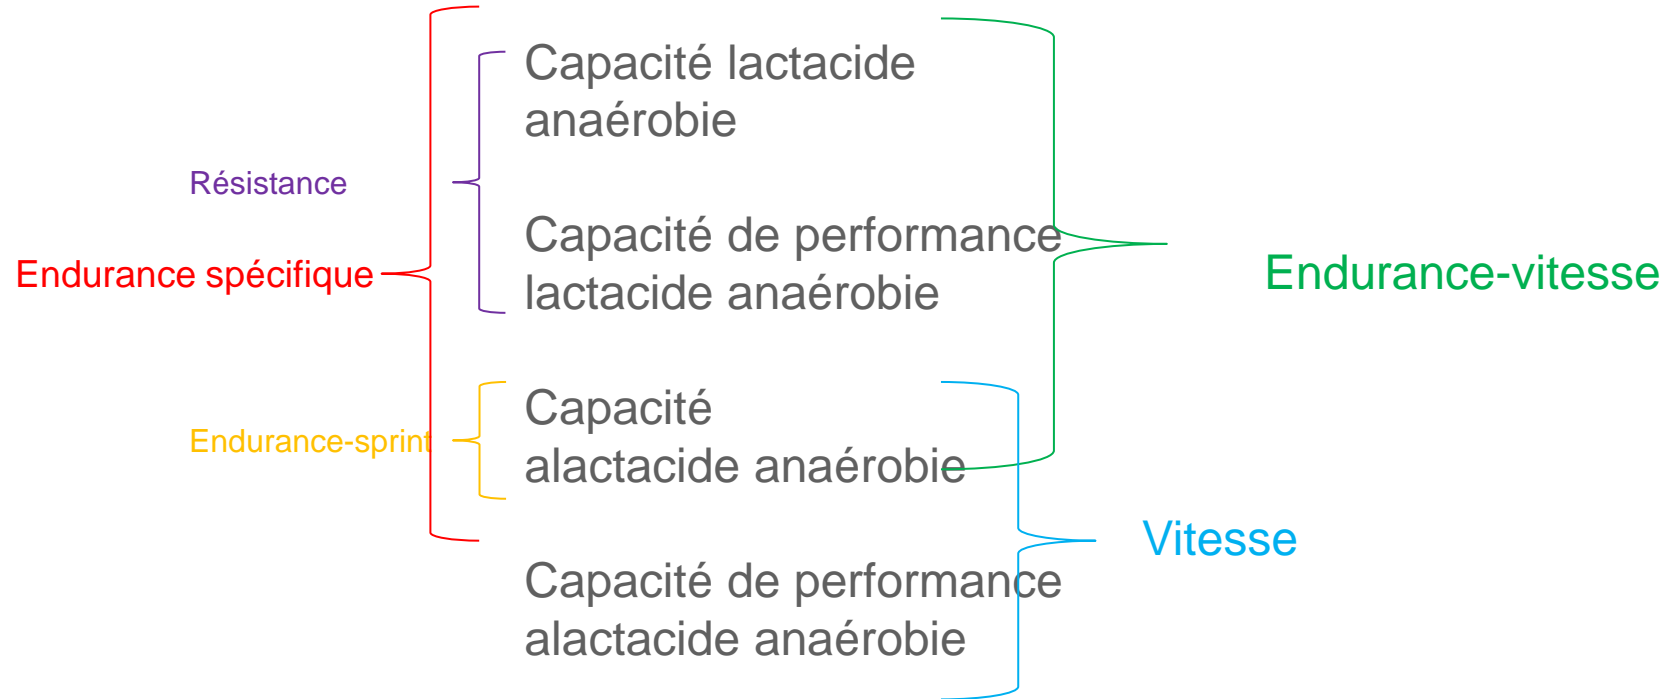 Capacité lactacide
anaérobie
Résistance
Capacité de performance
lactacide anaérobie
Endurance spécifique
Endurance-vitesse
Capacité
alactacide anaérobie
Endurance-sprint
Vitesse
Capacité de performance
alactacide anaérobie